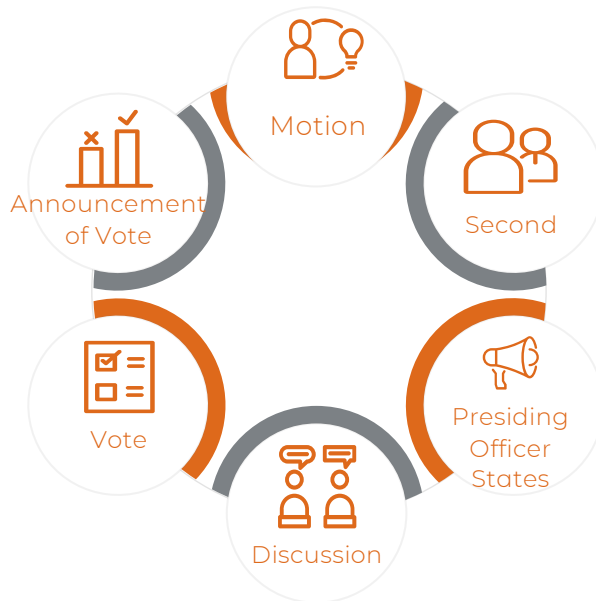 Motion
Second
Presiding
Officer
States
Discussion
Vote
Announcement
of Vote